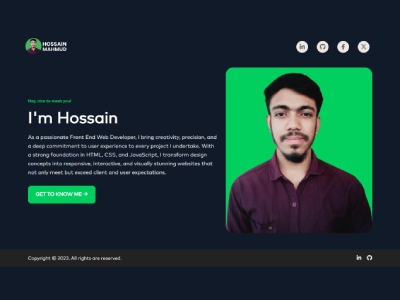 HOSSAIN
MAHMUD
Hey, nice to meet you!
I'm Hossain
As a passionate Front End Web Developer, I bring creativity, precision, and
a deep commitment to user experience to every project I undertake. With
a strong foundation in HTML, CSS, and JavaScript, I transform design
concepts into responsive, interactive, and visually stunning websites that
not only meet but exceed client and user expectations.
GET TO KNOW ME →
Copyright © 2023, All rights are reserved.